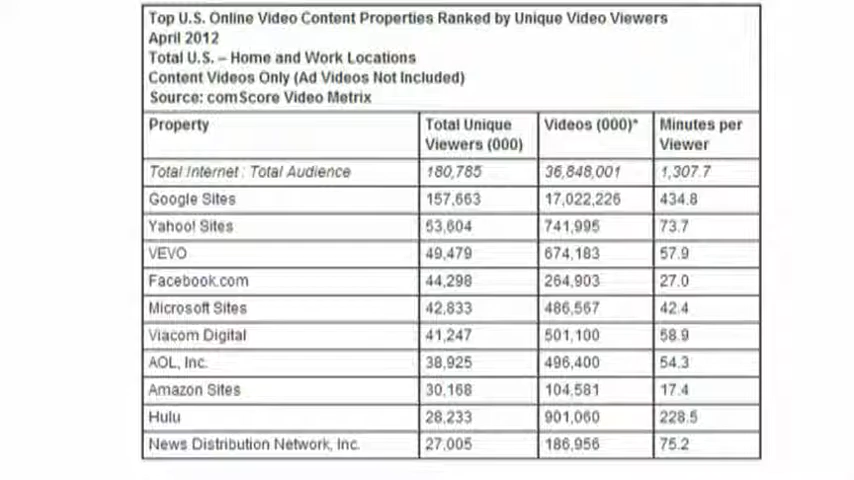 Top U.S. Online Video Content Properties Ranked by Unique Video Viewers
April 2012
Total U.S. – Home and Work Locations
Content Videos Only (Ad Videos Not Included)
Source: comScore Video Metrix
Property Total Unique Viewers (000) Videos (000)* Minutes per Viewer
Total Internet : Total Audience 180,785 36,848,001 1,307.7
Google Sites 157,663 17,022,226 434.8
Yahoo! Sites 53,604 741,995 73.7
VEVO 49,479 674,183 57.9
Facebook.com 44,298 264,903 27.0
Microsoft Sites 42,833 486,567 42.4
Viacom Digital 41,247 501,100 58.9
AOL, Inc. 38,925 496,400 54.3
Amazon Sites 30,168 104,581 17.4
Hulu 28,233 901,060 228.5
News Distribution Network, Inc. 27,005 186,956 75.2